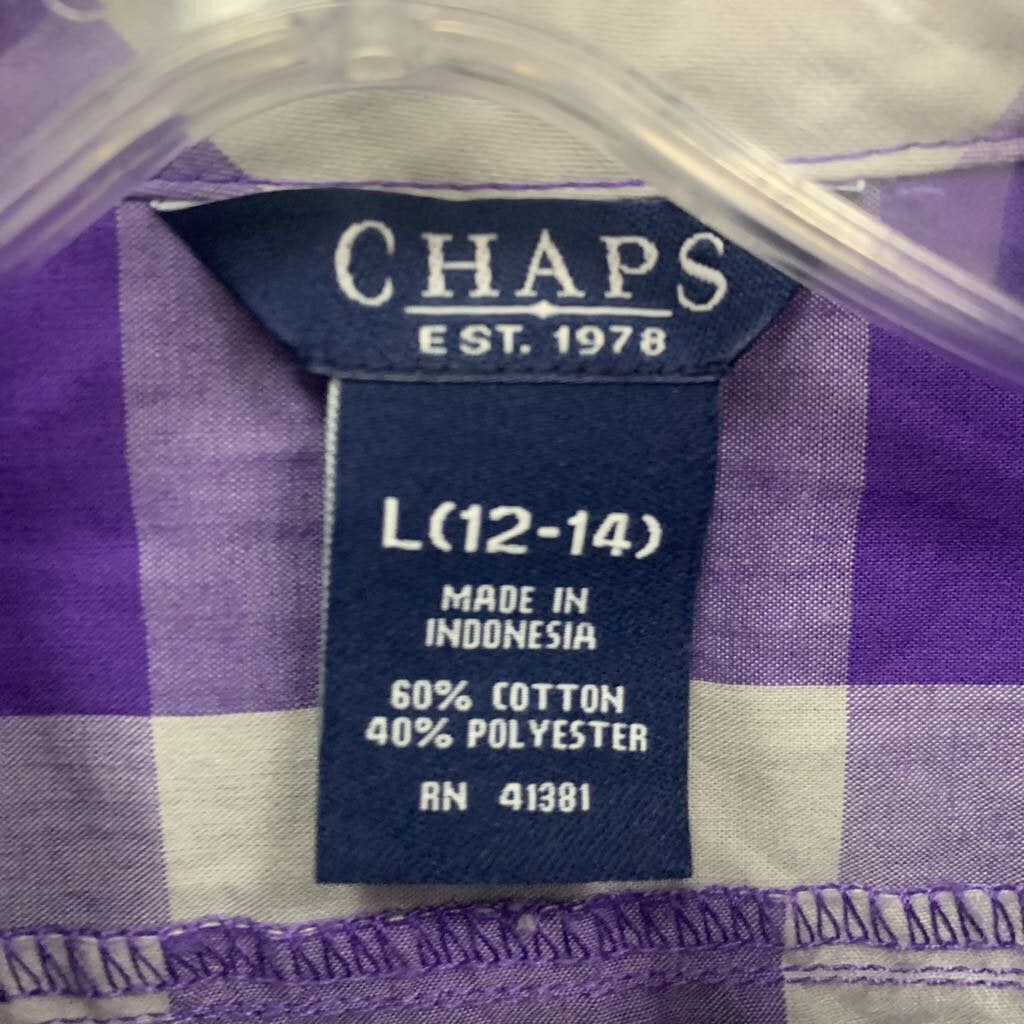 CHAPS
EST. 1978
L(12-14)
MADE IN
INDONESIA
60% COTTON
40% POLYESTER
RN 41381